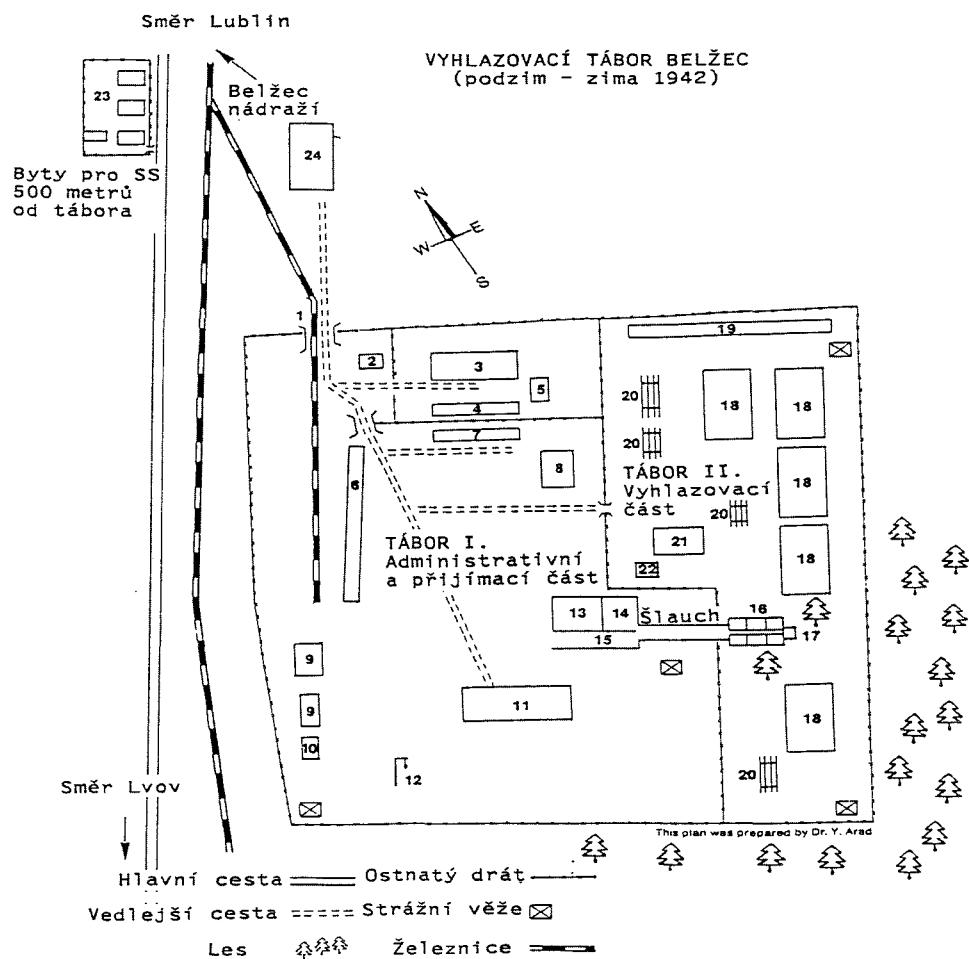 Směr Lublin
VYHLAZOVACÍ TÁBOR BELŽEC
(podzim - zima 1942)
23
Belžec
nádraží
24
Byty pro SS
500 metrů
od tábora
N
W
E
S
1
19
2
3
5
4
20
18
18
7
20
6
8
TÁBOR II.
Vyhlazovací
část
18
20
TÁBOR I.
Administrativní
a přijímací část
21
18
22
13
14
Šlauch
16
15
17
9
11
18
9
10
12
20
Směr Lvov
This plan was prepared by Dr. Y. Arad
Hlavní cesta
Ostnatý drát
Vedlejší cesta
Strážní věže
Les
Železnice